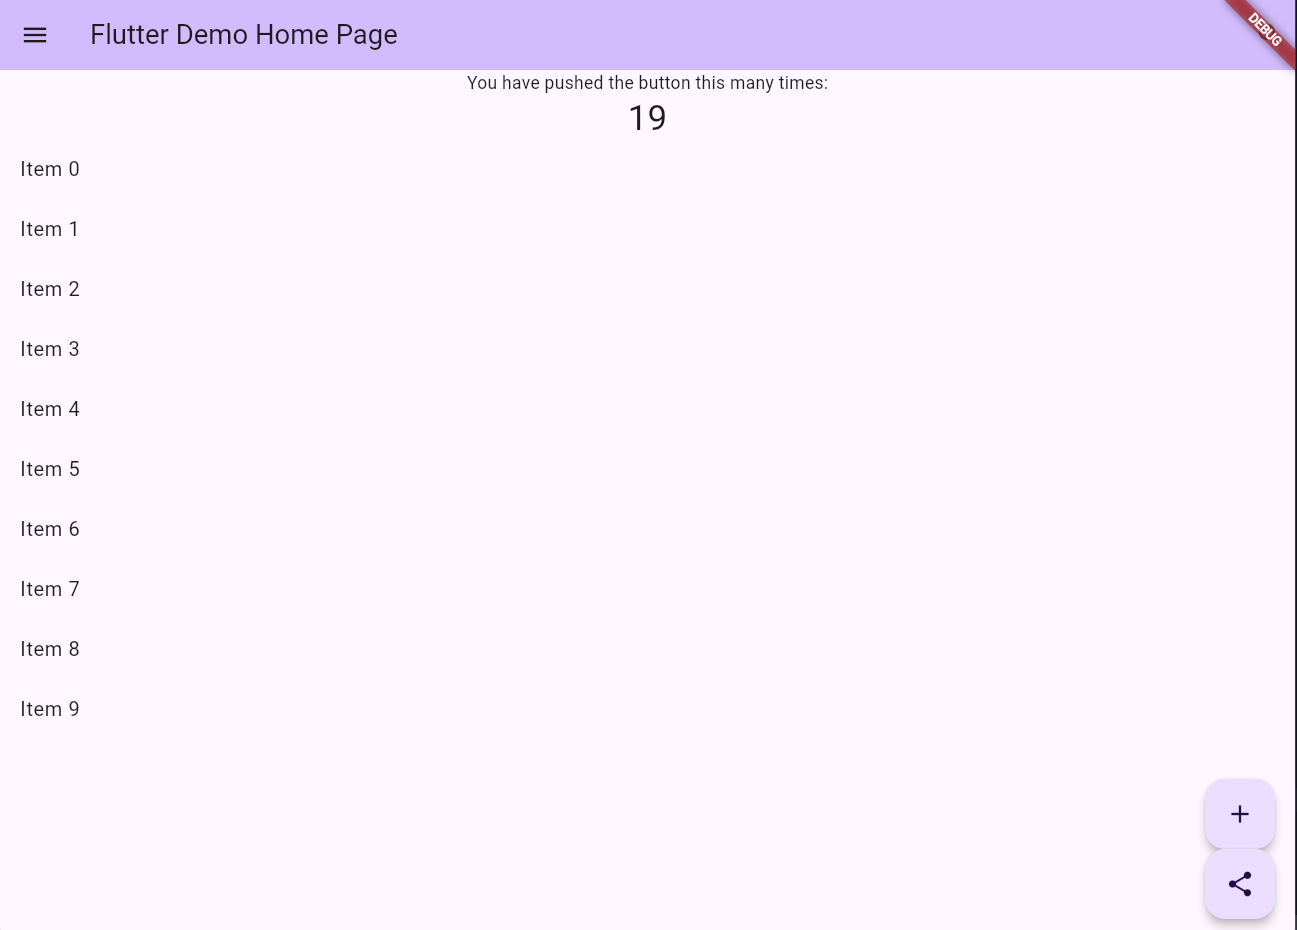 Flutter Demo Home Page
DEBUG
You have pushed the button this many times:
19
Item 0
Item 1
Item 2
Item 3
Item 4
Item 5
Item 6
Item 7
Item 8
Item 9